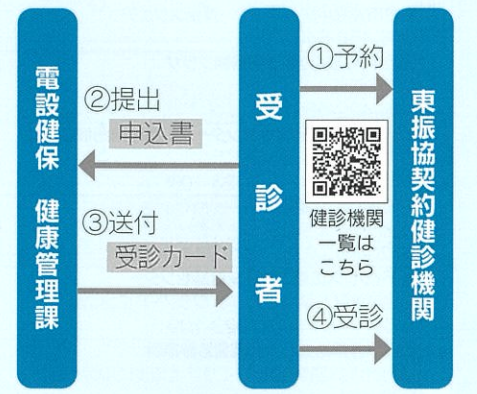 電設健保 健康管理課
②提出
申込書
③送付
受診カード
受診者
①予約
健診機関
一覧は
こちら
④受診
東振協契約健診機関